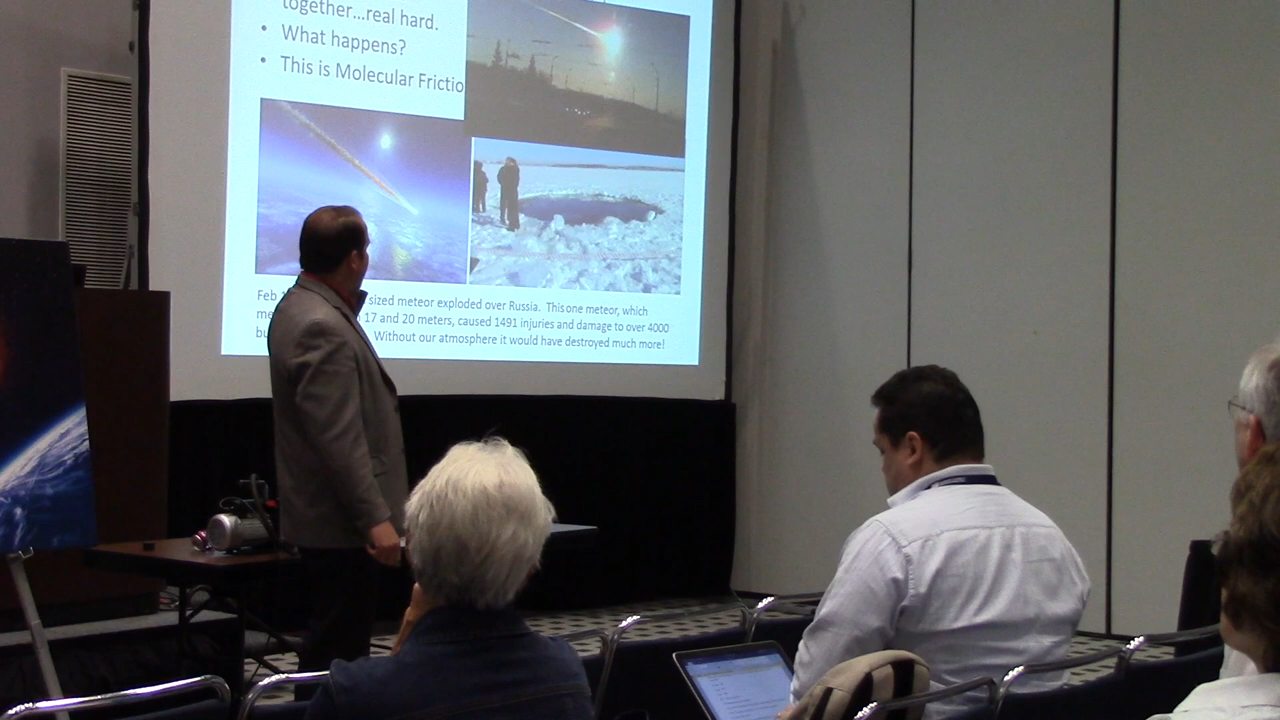 together...real hard.
• What happens?
• This is Molecular Frictio
Feb sized meteor exploded over Russia. This one meteor, which
me 17 and 20 meters, caused 1491 injuries and damage to over 4000
bu Without our atmosphere it would have destroyed much more!